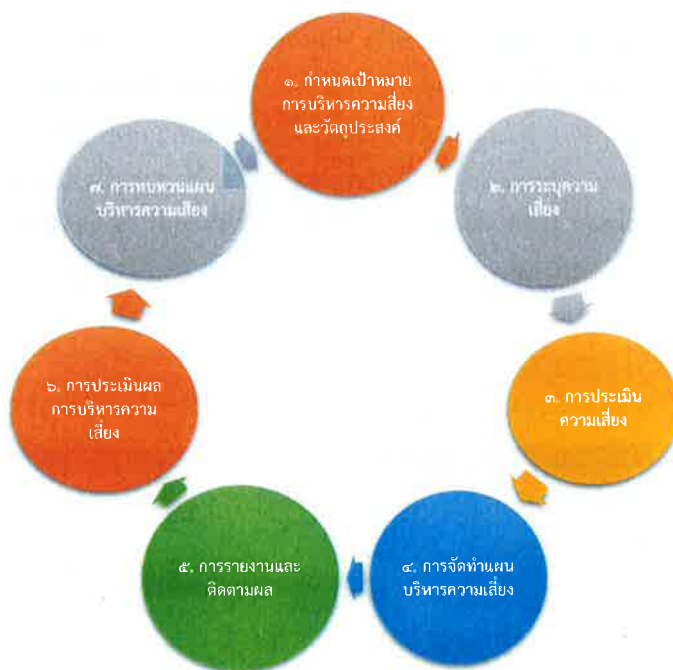 ๑. กำหนดเป้าหมาย
การบริหารความสี่ยง
และวัตถุประสงค์
๒. การระบุความ
เสี่ยง
๓. การประเมิน
ความเสี่ยง
๔. การจัดทำแผน
บริหารความเสี่ยง
๕. การรายงานและ
ติดตามผล
๖. การประเมินผล
การบริหารความ
เสี่ยง
๗. การทบทวนแผน
บริหารความเสี่ยง